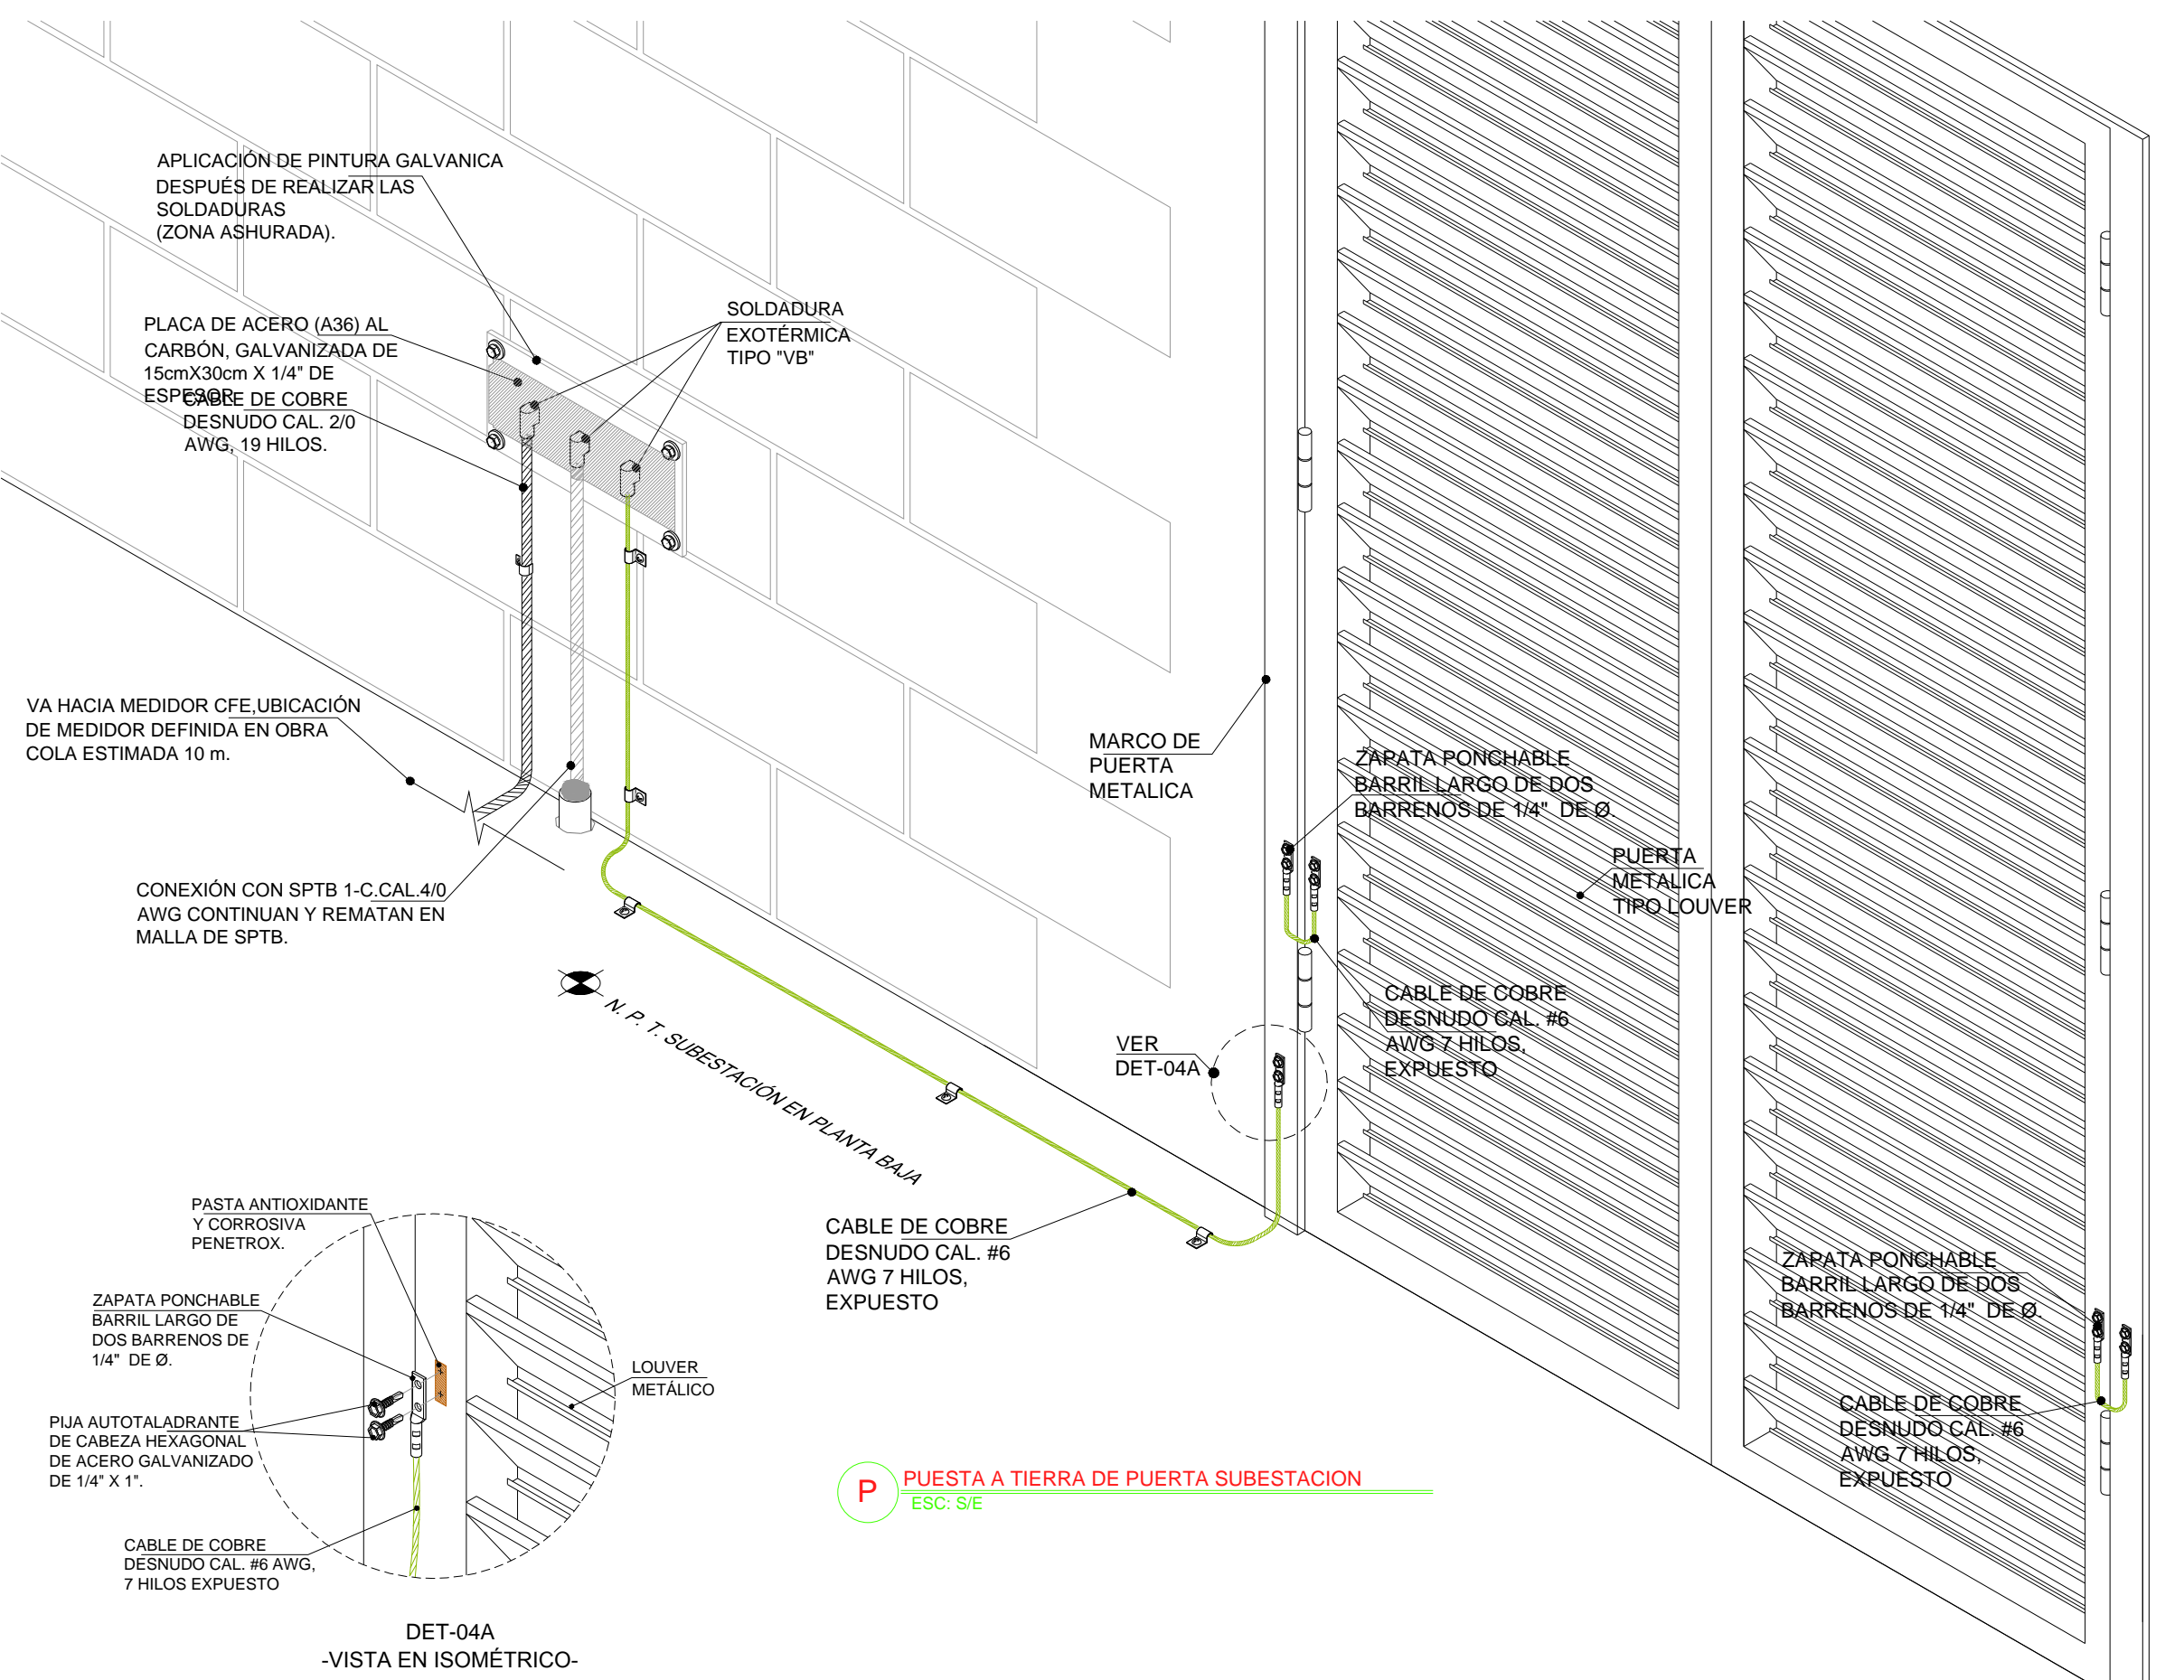 APLICACIÓN DE PINTURA GALVANICA
DESPUÉS DE REALIZAR LAS
SOLDADURAS
(ZONA ASHURADA).
PLACA DE ACERO (A36) AL
CARBÓN, GALVANIZADA DE
15cmX30cm X 1/4" DE
ESPESOR
CABLE DE COBRE
DESNUDO CAL. 2/0
AWG, 19 HILOS.
SOLDADURA
EXOTÉRMICA
TIPO "VB"
VA HACIA MEDIDOR CFE,UBICACIÓN
DE MEDIDOR DEFINIDA EN OBRA
COLA ESTIMADA 10 m.
CONEXIÓN CON SPTB 1-C.CAL.4/0
AWG CONTINUAN Y REMATAN EN
MALLA DE SPTB.
N. P. T. SUBESTACIÓN EN PLANTA BAJA
MARCO DE
PUERTA
METALICA
ZAPATA PONCHABLE
BARRIL LARGO DE DOS
BARRENOS DE 1/4" DE Ø.
PUERTA
METALICA
TIPO LOUVER
CABLE DE COBRE
DESNUDO CAL. #6
AWG 7 HILOS,
EXPUESTO
VER
DET-04A
CABLE DE COBRE
DESNUDO CAL. #6
AWG 7 HILOS,
EXPUESTO
ZAPATA PONCHABLE
BARRIL LARGO DE DOS
BARRENOS DE 1/4" DE Ø.
CABLE DE COBRE
DESNUDO CAL. #6
AWG 7 HILOS,
EXPUESTO
PASTA ANTIOXIDANTE
Y CORROSIVA
PENETROX.
ZAPATA PONCHABLE
BARRIL LARGO DE
DOS BARRENOS DE
1/4" DE Ø.
LOUVER
METÁLICO
PIJA AUTOTALADRANTE
DE CABEZA HEXAGONAL
DE ACERO GALVANIZADO
DE 1/4" X 1".
CABLE DE COBRE
DESNUDO CAL. #6 AWG,
7 HILOS EXPUESTO
DET-04A
-VISTA EN ISOMÉTRICO-
P
PUESTA A TIERRA DE PUERTA SUBESTACION
ESC: S/E